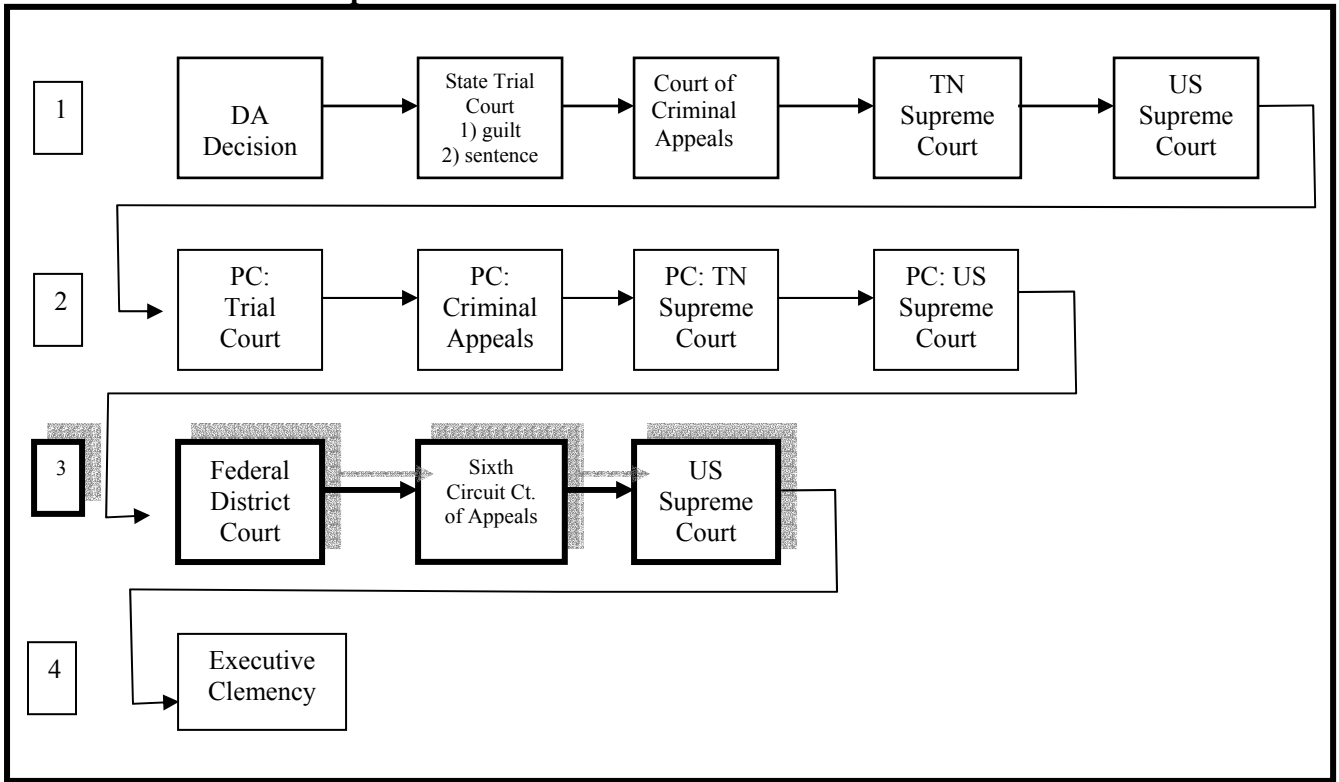 1
DA
Decision
State Trial
Court
1) guilt
2) sentence
Court of
Criminal
Appeals
TN
Supreme
Court
US
Supreme
Court
2
PC:
Trial
Court
PC:
Criminal
Appeals
PC: TN
Supreme
Court
PC: US
Supreme
Court
3
Federal
District
Court
Sixth
Circuit Ct.
of Appeals
US
Supreme
Court
4
Executive
Clemency